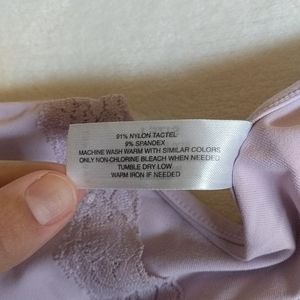 91% NYLON-TACTEL
9% SPANDEX
MACHINE WASH WARM WITH SIMILAR COLORS
ONLY NON-CHLORINE BLEACH WHEN NEEDED
TUMBLE DRY LOW
WARM IRON IF NEEDED